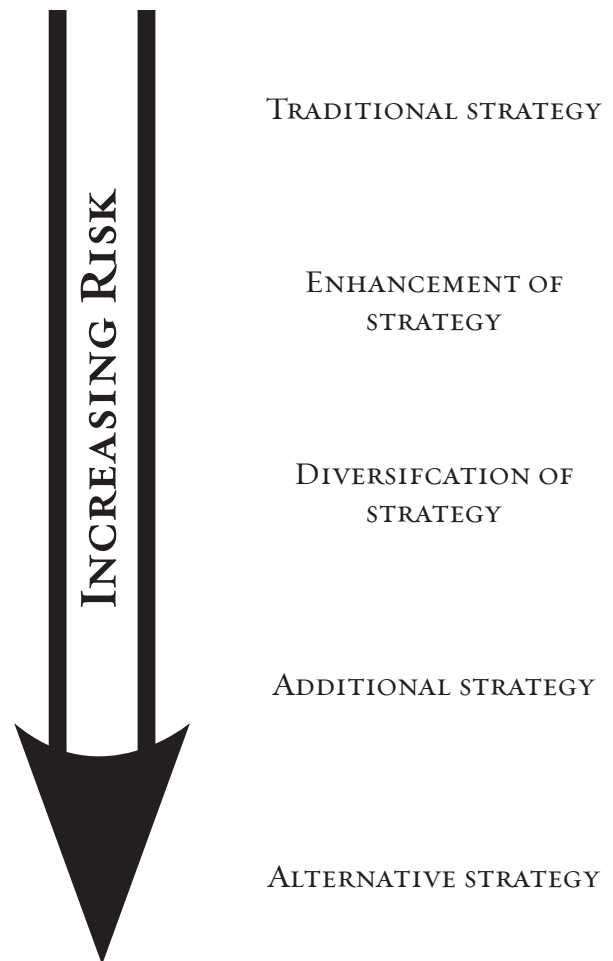 Increasing Risk
Traditional strategy
Enhancement of
strategy
Diversifcation of
strategy
Additional strategy
Alternative strategy